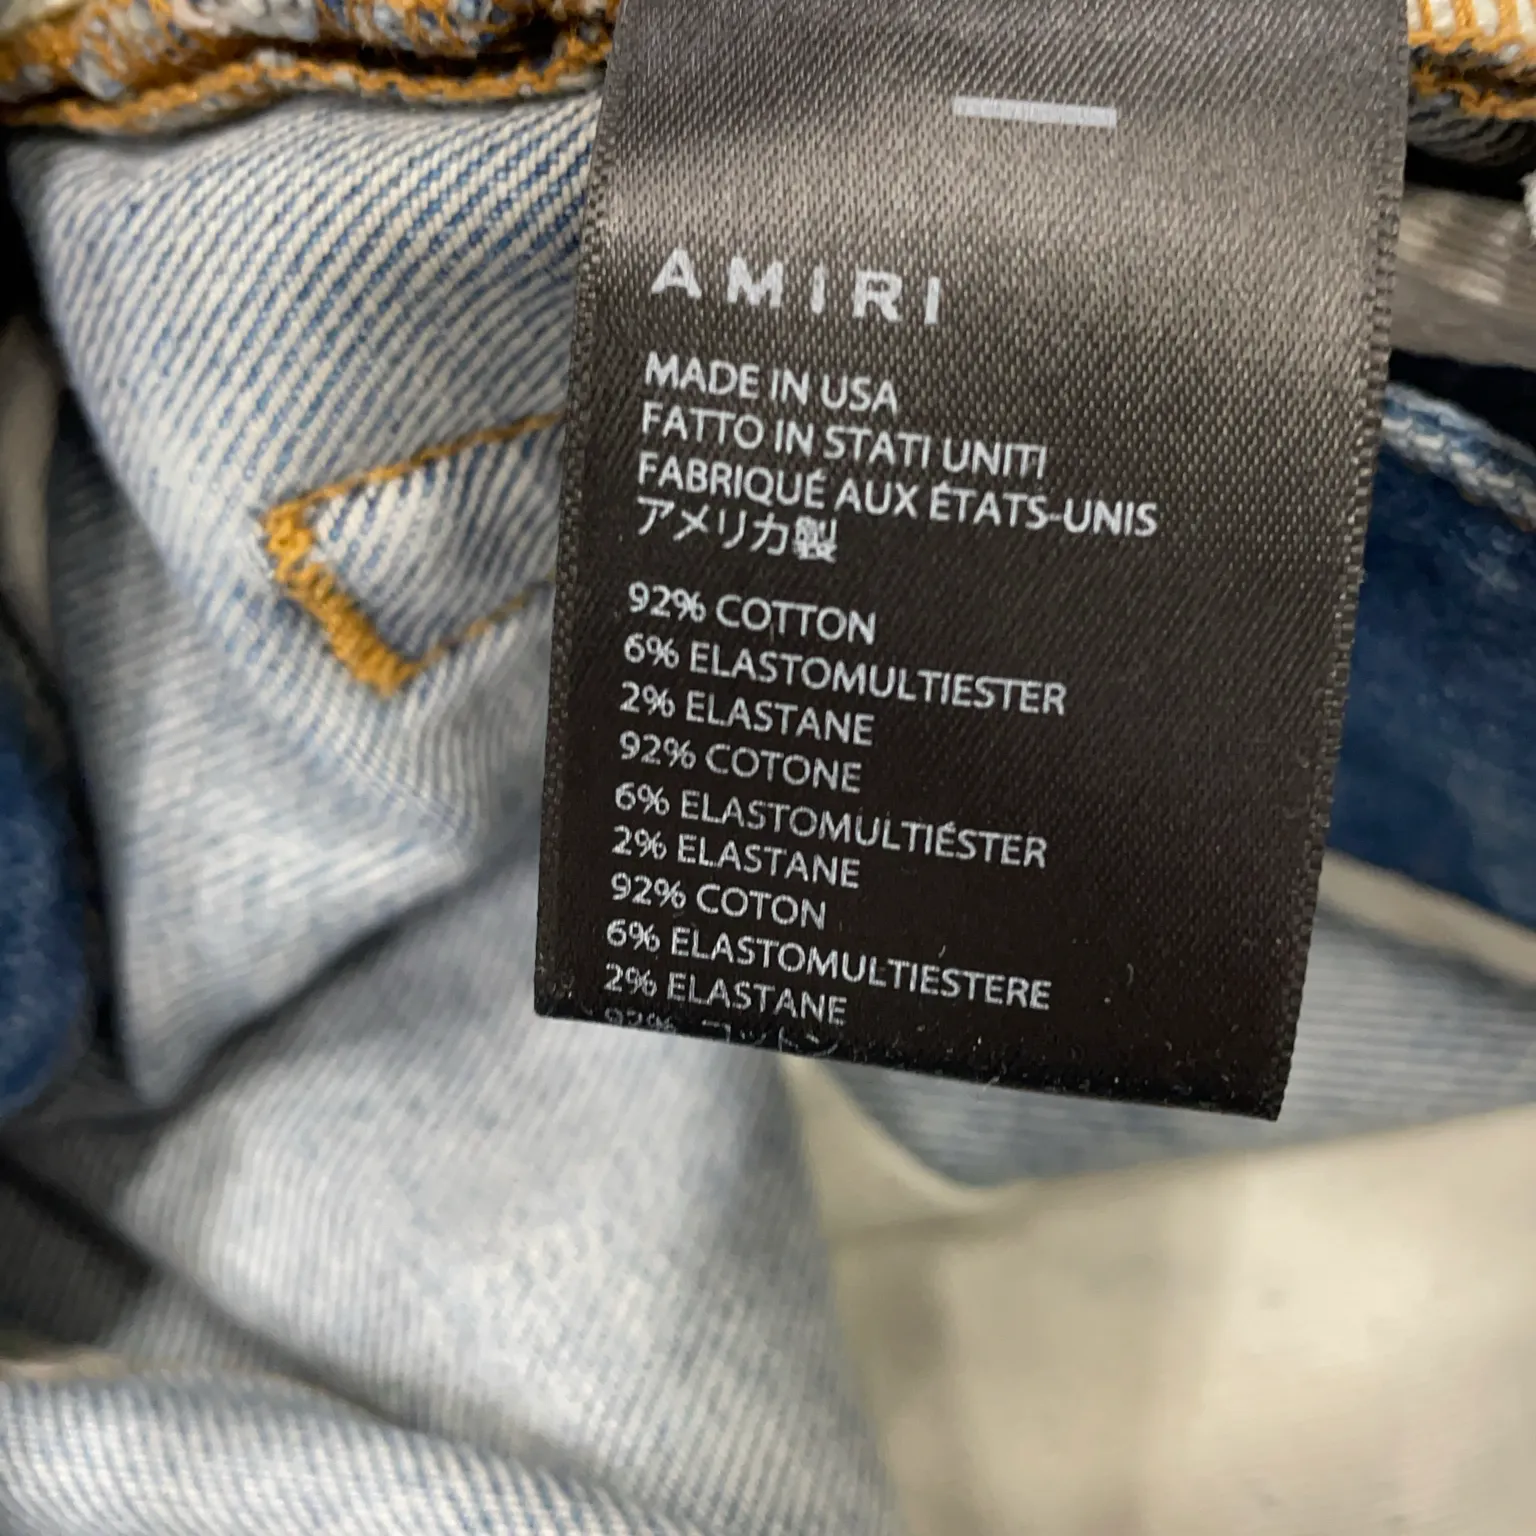 AMIRI
MADE IN USA
FATTO IN STATI UNITI
FABRIQUÉ AUX ÉTATS-UNIS
アメリカ製
92% COTTON
6% ELASTOMULTIESTER
2% ELASTANE
92% COTONE
6% ELASTOMULTIÉSTER
2% ELASTANE
92% COTON
6% ELASTOMULTIESTERE
2% ELASTANE
92%